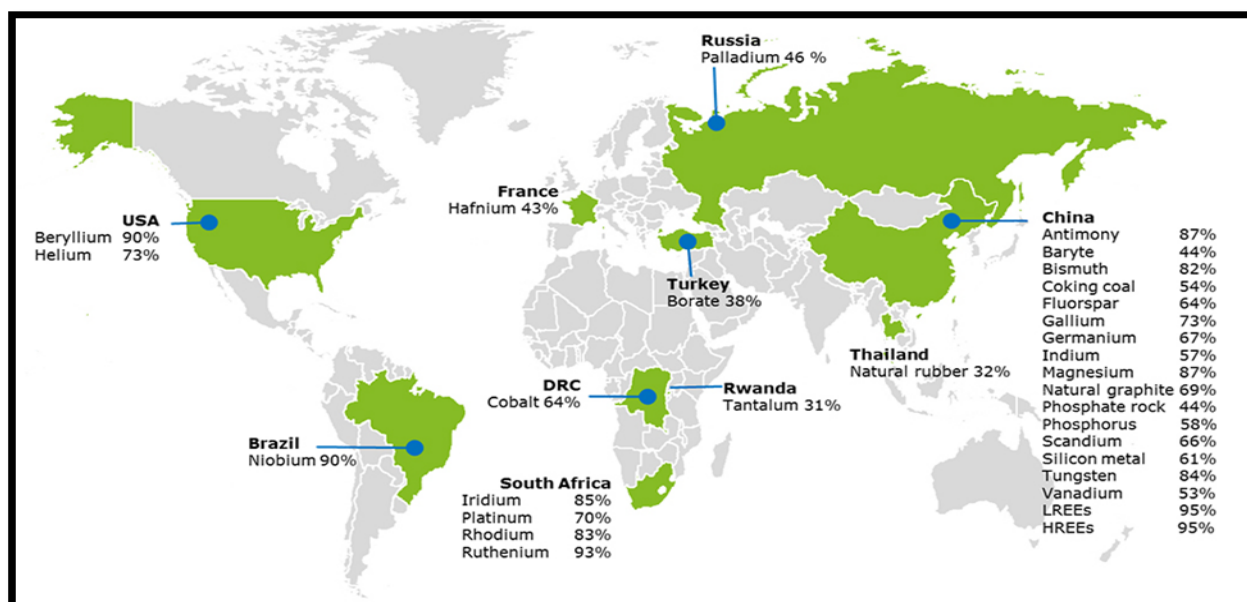 Russia
Palladium 46 %
France
Hafnium 43%
USA
Beryllium 90%
Helium 73%
China
Antimony 87%
Baryte 44%
Bismuth 82%
Coking coal 54%
Fluorspar 64%
Gallium 73%
Germanium 67%
Indium 57%
Magnesium 87%
Natural graphite 69%
Phosphate rock 44%
Phosphorus 58%
Scandium 66%
Silicon metal 61%
Tungsten 84%
Vanadium 53%
LREEs 95%
HREEs 95%
Turkey
Borate 38%
Thailand
Natural rubber 32%
DRC
Cobalt 64%
Rwanda
Tantalum 31%
Brazil
Niobium 90%
South Africa
Iridium 85%
Platinum 70%
Rhodium 83%
Ruthenium 93%